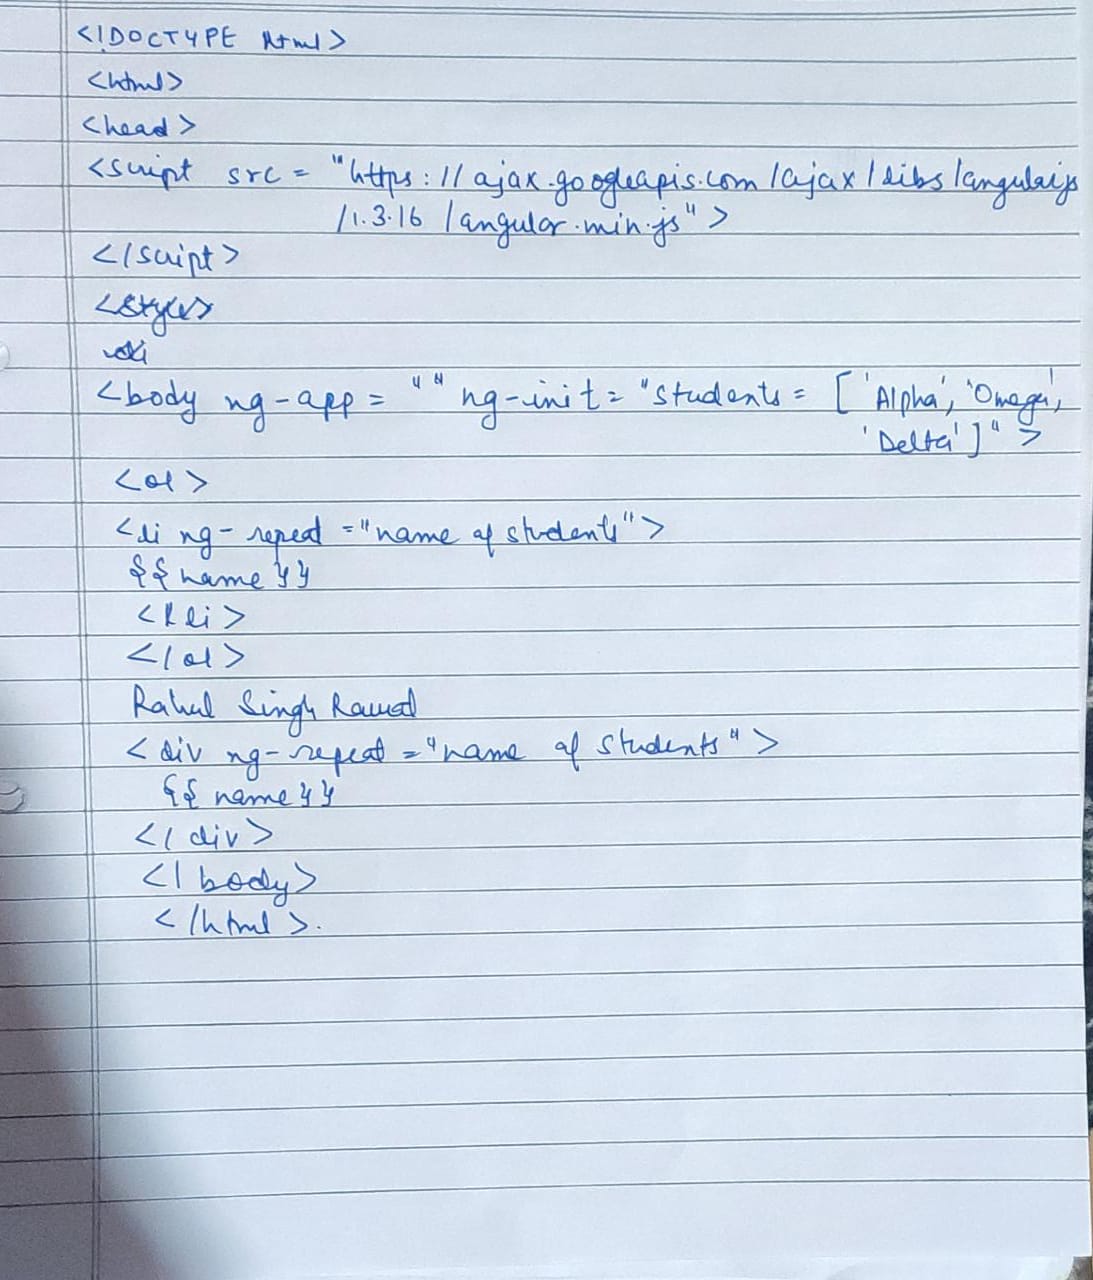 <!DOCTYPE html>
<html>
<head>
<script src = "https://ajax.googleapis.com/ajax/libs/angularjs
/1.3.16/angular.min.js">
</script>
<style>
<body ng-app = "" ng-init = "students = ['Alpha', 'Omega',
'Delta']" >
<ol>
<li ng-repeat = "name of students">
{{name}}
</li>
</ol>
Rahul Singh Rawat
<div ng-repeat = "name of students">
{{name}}
</div>
</body>
</html>.